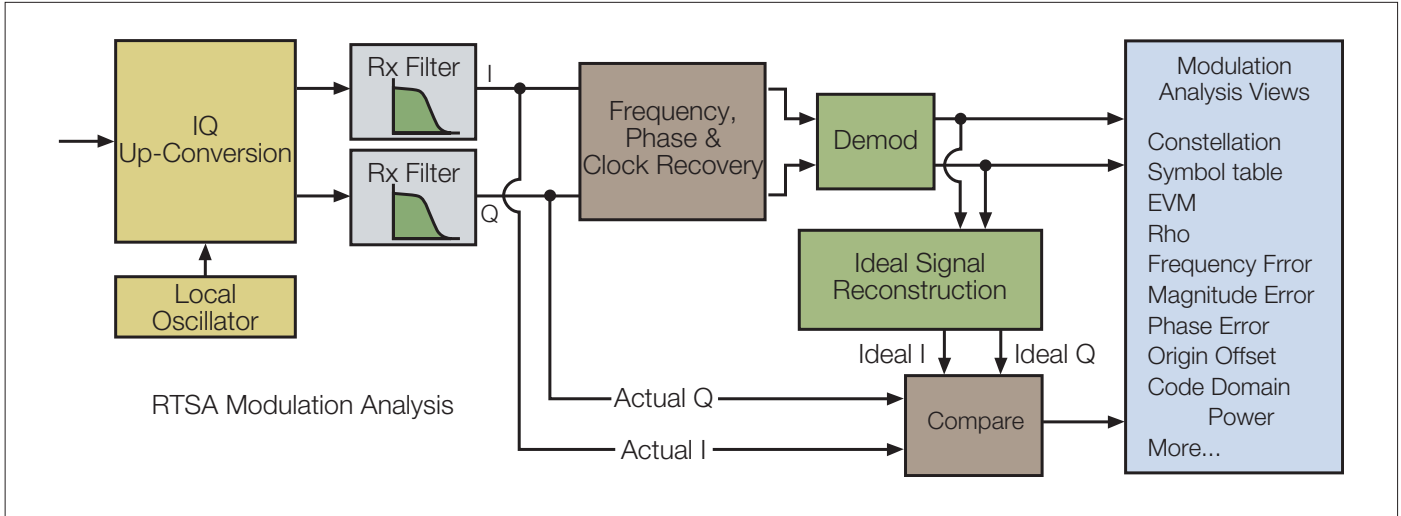 IQ
Up-Conversion
Local
Oscillator
Rx Filter
I
Rx Filter
Q
Frequency,
Phase &
Clock Recovery
Demod
Ideal Signal
Reconstruction
Ideal I
Ideal Q
Actual Q
Actual I
Compare
Modulation
Analysis Views
Constellation
Symbol table
EVM
Rho
Frequency Frror
Magnitude Error
Phase Error
Origin Offset
Code Domain
Power
More...
RTSA Modulation Analysis